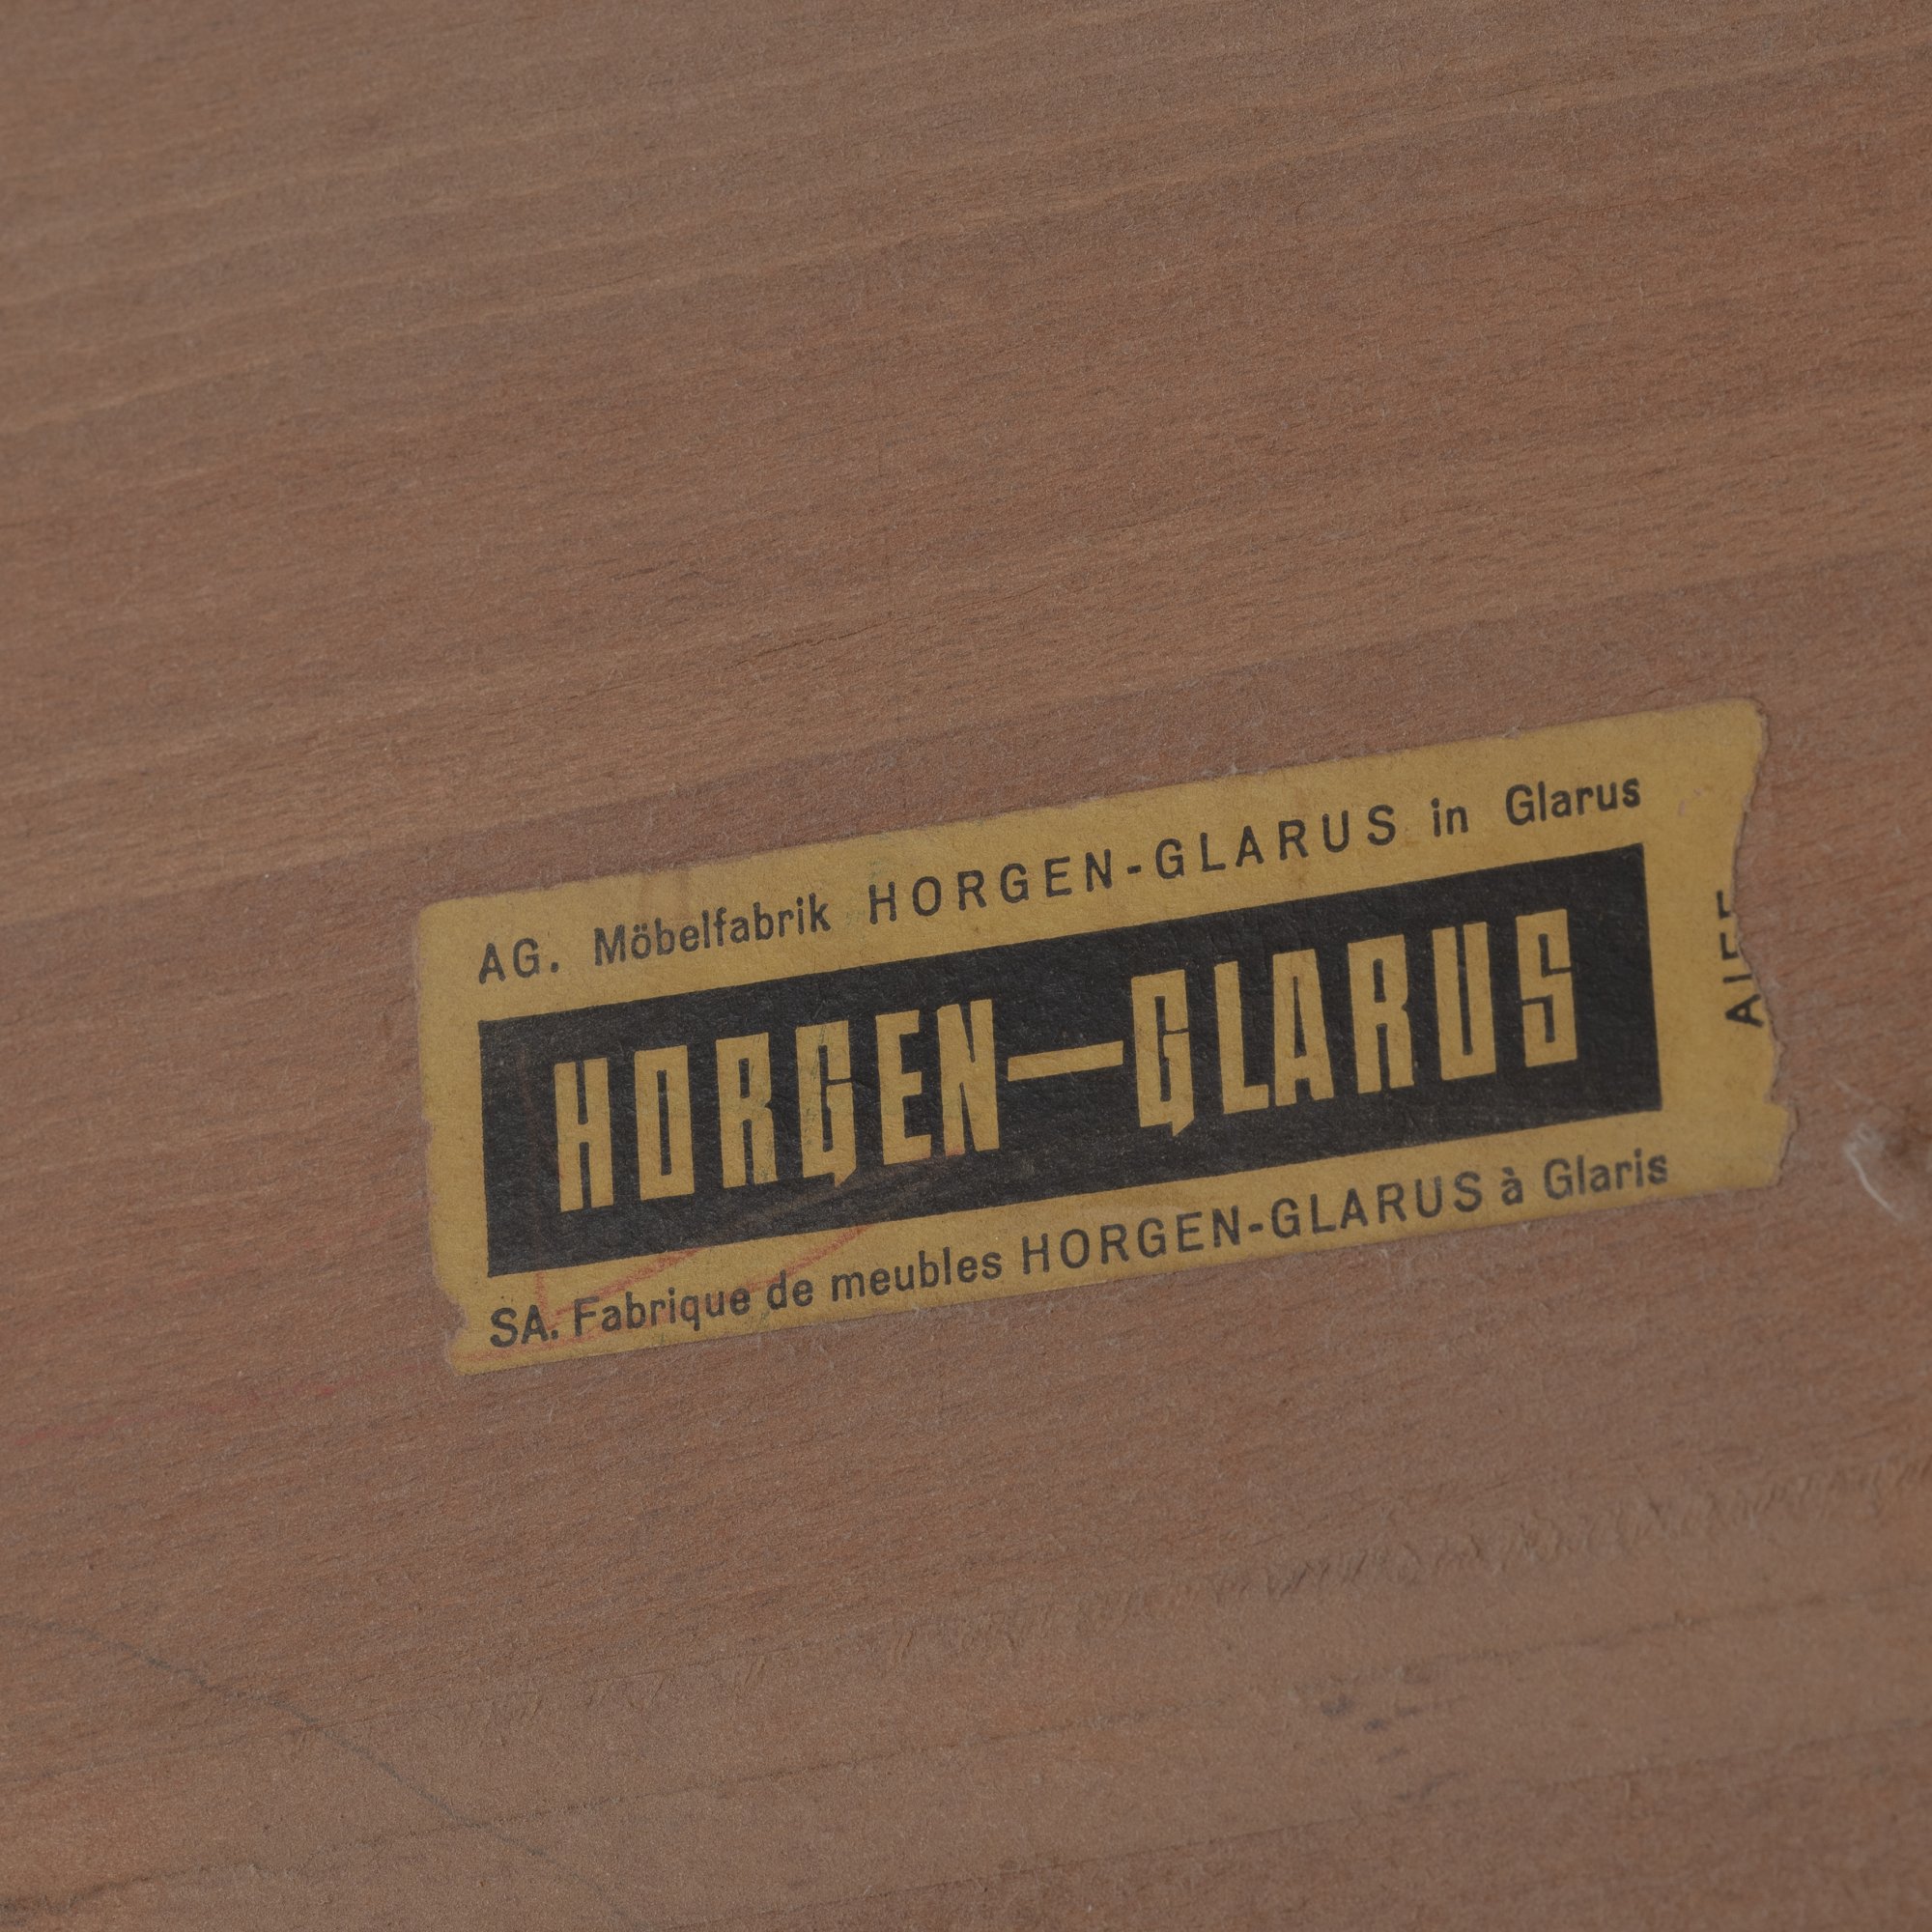 AG. Möbelfabrik HORGEN-GLARUS in Glarus
HORGEN—GLARUS
SA. Fabrique de meubles HORGEN-GLARUS à Glaris